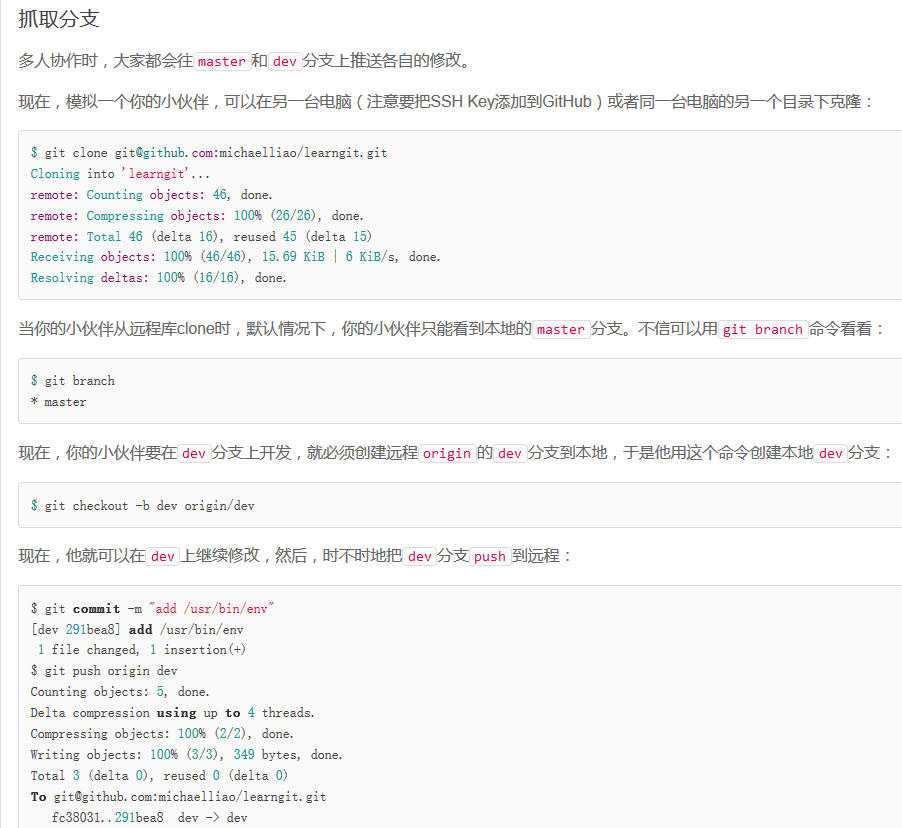 抓取分支
多人协作时，大家都会往master和dev分支上推送各自的修改。
现在，模拟一个你的小伙伴，可以在另一台电脑（注意要把SSH Key添加到GitHub）或者同一台电脑的另一个目录下克隆：
$ git clone git@github.com:michaelliao/learngit.git
Cloning into 'learngit'...
remote: Counting objects: 46, done.
remote: Compressing objects: 100% (26/26), done.
remote: Total 46 (delta 16), reused 45 (delta 15)
Receiving objects: 100% (46/46), 15.69 KiB | 6 KiB/s, done.
Resolving deltas: 100% (16/16), done.
当你的小伙伴从远程库clone时，默认情况下，你的小伙伴只能看到本地的master分支。不信可以用git branch命令看看：
$ git branch
* master
现在，你的小伙伴要在dev分支上开发，就必须创建远程origin的dev分支到本地，于是他用这个命令创建本地dev分支：
$ git checkout -b dev origin/dev
现在，他就可以在dev上继续修改，然后，时不时地把dev分支push到远程：
$ git commit -m "add /usr/bin/env"
[dev 291bea8] add /usr/bin/env
 1 file changed, 1 insertion(+)
$ git push origin dev
Counting objects: 5, done.
Delta compression using up to 4 threads.
Compressing objects: 100% (2/2), done.
Writing objects: 100% (3/3), 349 bytes, done.
Total 3 (delta 0), reused 0 (delta 0)
To git@github.com:michaelliao/learngit.git
   fc38031..291bea8  dev -> dev